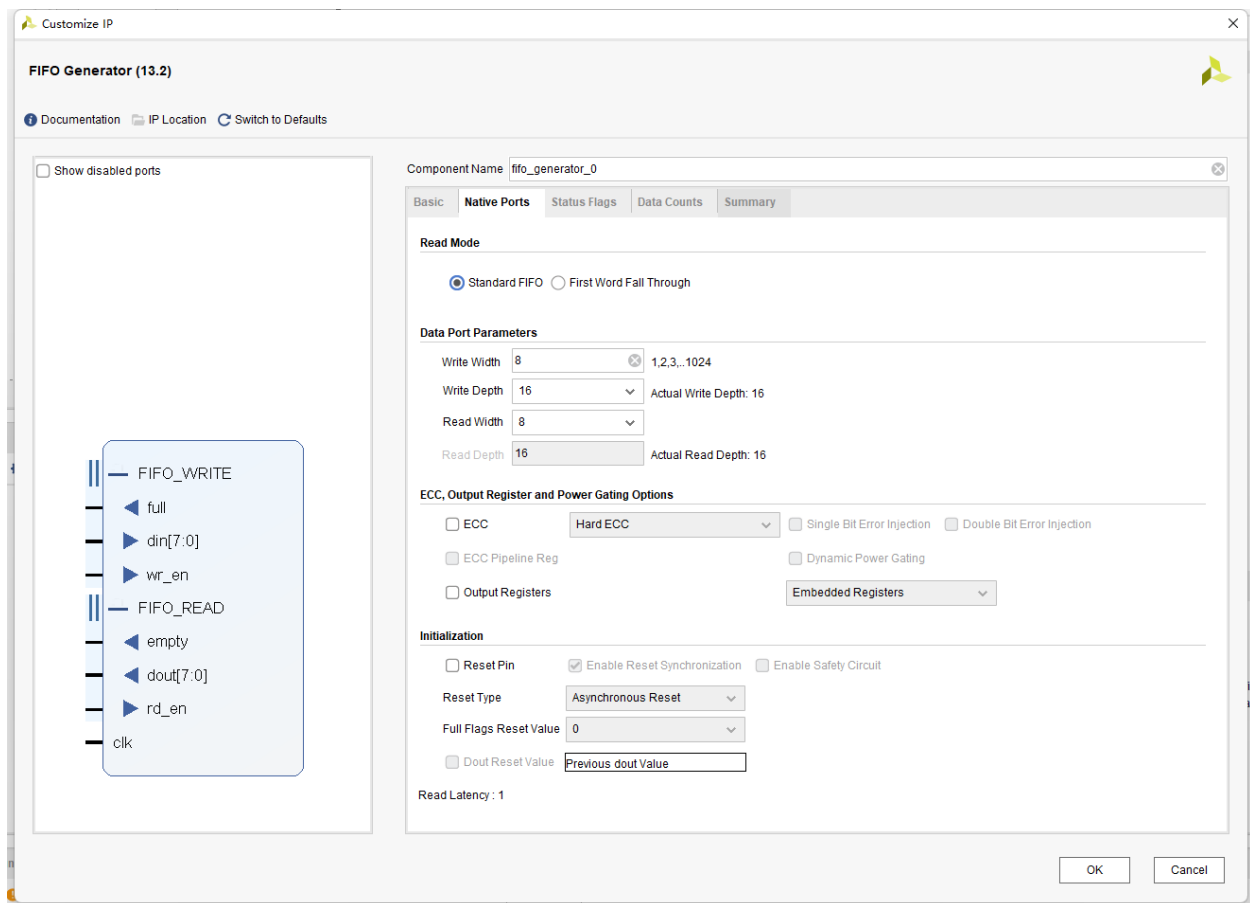 Customize IP
FIFO Generator (13.2)
Documentation IP Location Switch to Defaults
Show disabled ports
FIFO_WRITE
full
din[7:0]
wr_en
FIFO_READ
empty
dout[7:0]
rd_en
clk
Component Name fifo_generator_0
Basic Native Ports Status Flags Data Counts Summary
Read Mode
Standard FIFO First Word Fall Through
Data Port Parameters
Write Width 8 1,2,3,..1024
Write Depth 16 Actual Write Depth: 16
Read Width 8
Read Depth 16 Actual Read Depth: 16
ECC, Output Register and Power Gating Options
ECC Hard ECC Single Bit Error Injection Double Bit Error Injection
ECC Pipeline Reg Dynamic Power Gating
Output Registers Embedded Registers
Initialization
Reset Pin Enable Reset Synchronization Enable Safety Circuit
Reset Type Asynchronous Reset
Full Flags Reset Value 0
Dout Reset Value Previous dout Value
Read Latency : 1
OK Cancel